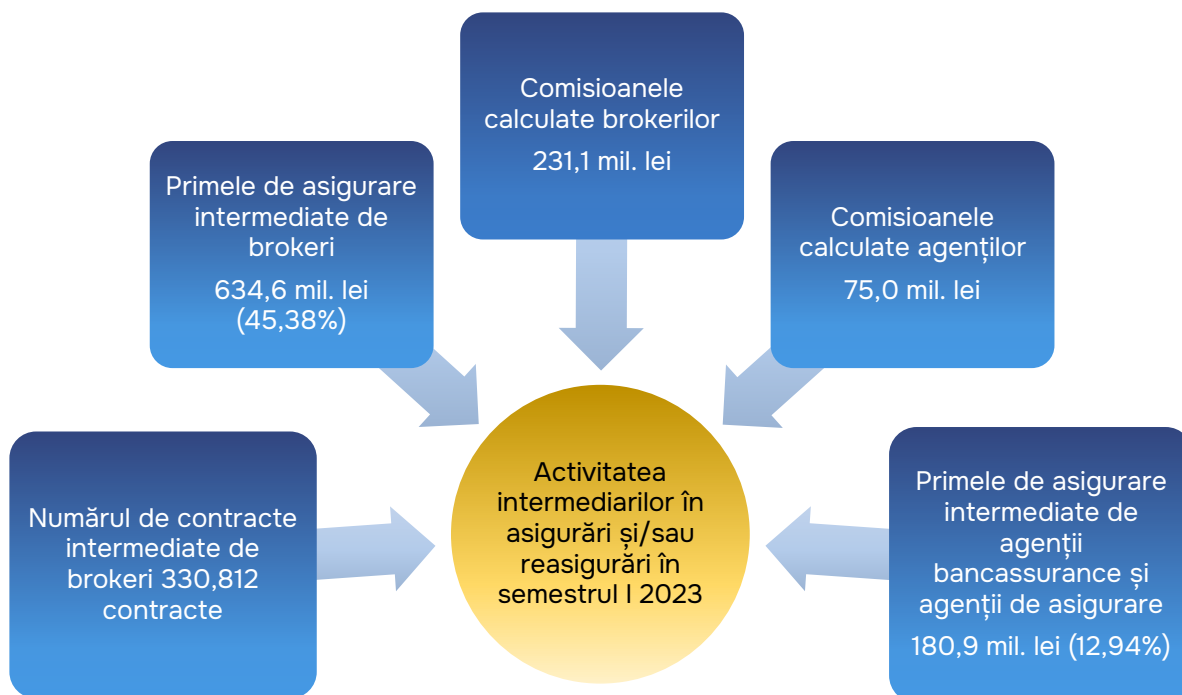 Comisioanele
calculate brokerilor
231,1 mil. lei
Primele de asigurare
intermediate de
brokeri
634,6 mil. lei
(45,38%)
Comisioanele
calculate agenților
75,0 mil. lei
Numărul de contracte
intermediate de
brokeri 330,812
contracte
Activitatea
intermediarilor în
asigurări și/sau
reasigurări în
semestrul I 2023
Primele de asigurare
intermediate de
agenții
bancassurance și
agenții de asigurare
180,9 mil. lei (12,94%)